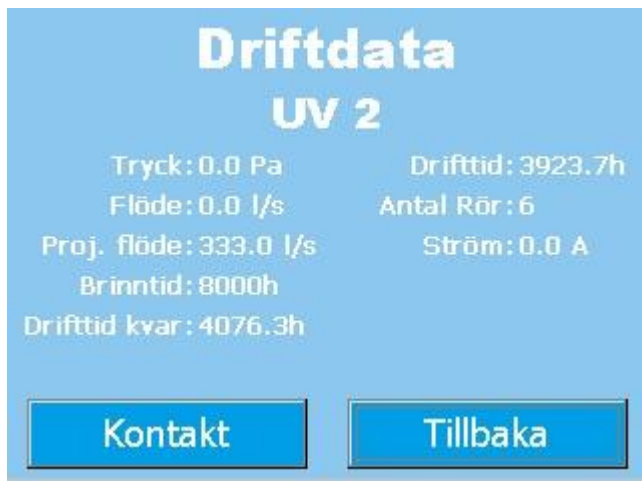 Driftdata
UV 2
Tryck: 0.0 Pa
Drifttid: 3923.7h
Flöde: 0.0 l/s
Antal Rör: 6
Proj. flöde: 333.0 l/s
Ström: 0.0 A
Brinntid: 8000h
Drifttid kvar: 4076.3h
Kontakt
Tillbaka